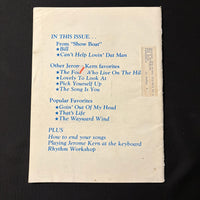 IN THIS ISSUE...
From "Show Boat"
★Bill
★Can't Help Lovin' Dat Man
Other Jerome Kern favorites
★The Folks Who Live On The Hill
★Lovely To Look At
★Pick Yourself Up
★The Song Is You
Popular Favorites
★Goin' Out Of My Head
★That's Life
★The Wayward Wind
PLUS
How to end your songs
Playing Jerome Kern at the keyboard
Rhythm Workshop